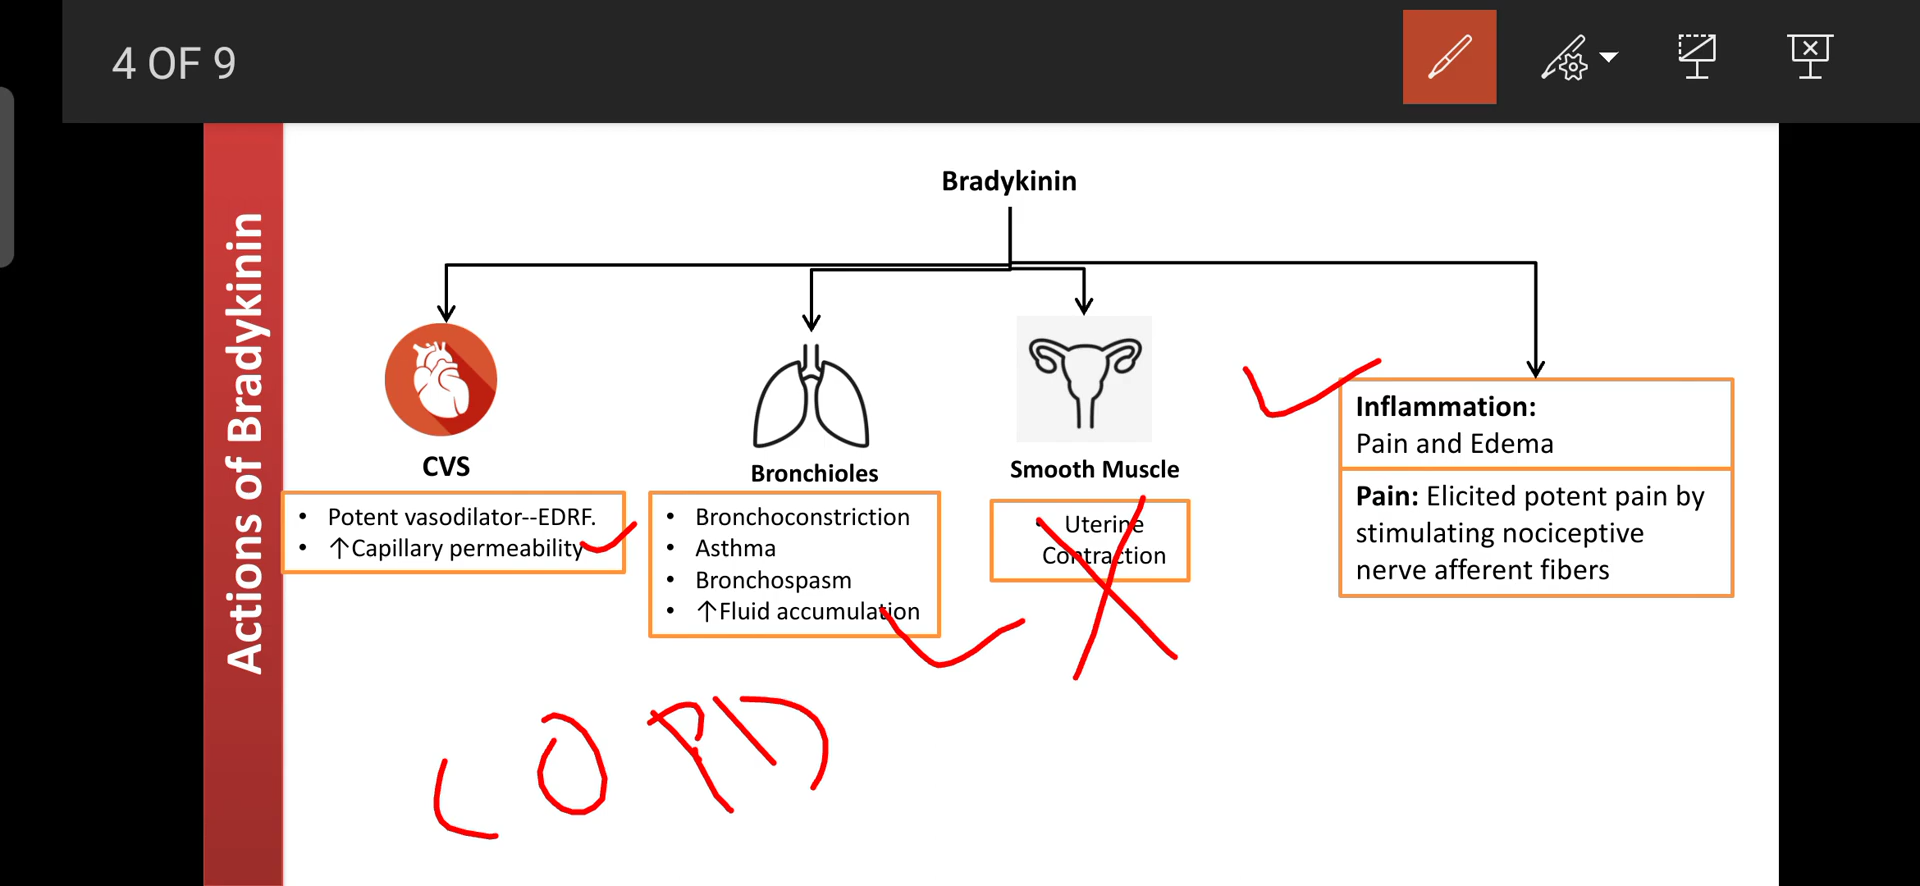 4 OF 9
Actions of Bradykinin
Bradykinin
CVS
• Potent vasodilator--EDRF.
• ↑Capillary permeability
Bronchioles
• Bronchoconstriction
• Asthma
• Bronchospasm
• ↑Fluid accumulation
Smooth Muscle
• Uterine
Contraction
Inflammation:
Pain and Edema
Pain: Elicited potent pain by
stimulating nociceptive
nerve afferent fibers
COPD